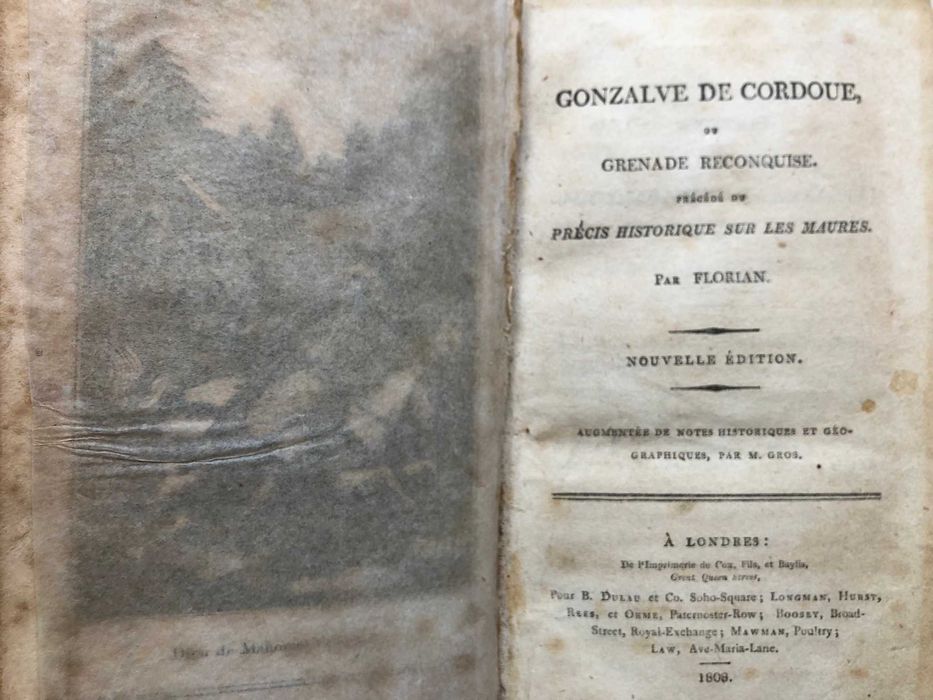 GONZALVE DE CORDOUE,
OU
GRENADE RECONQUISE.
PRÉCÉDÉ DU
PRÉCIS HISTORIQUE SUR LES MAURES.
PAR FLORIAN.
NOUVELLE ÉDITION.
AUGMENTÉE DE NOTES HISTORIQUES ET GÉO-
GRAPHIQUES, PAR M. GROS.
À LONDRES:
De l'Imprimerie de Cox, Fils, et Baylis,
Great Queen Street,
Pour B. DULAU et Co. Soho-Square; LONGMAN, HURST,
REES, et ORME, Paternoster-Row; BOOSEY, Broad-
Street, Royal-Exchange; MAWMAN, Poultry;
LAW, Ave-Maria-Lane.
de